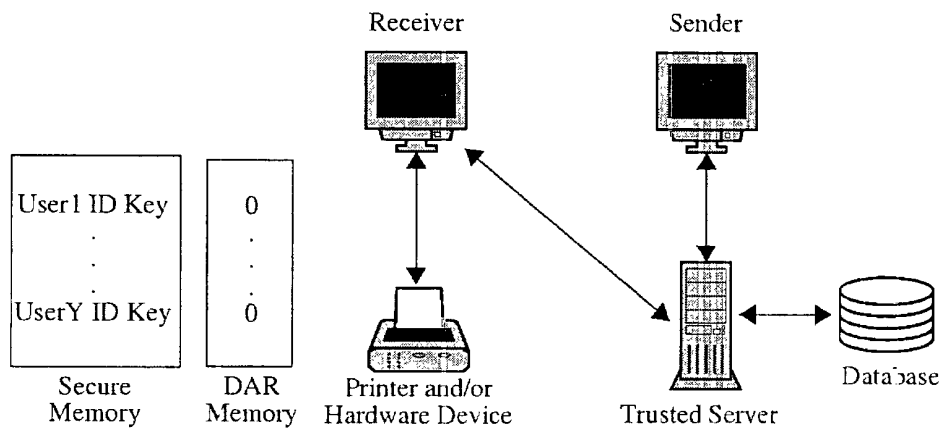 Receiver
Sender
User1 ID Key
0
.
.
.
.
.
.
UserY ID Key
0
Secure
Memory
DAR
Memory
Printer and/or
Hardware Device
Trusted Server
Database